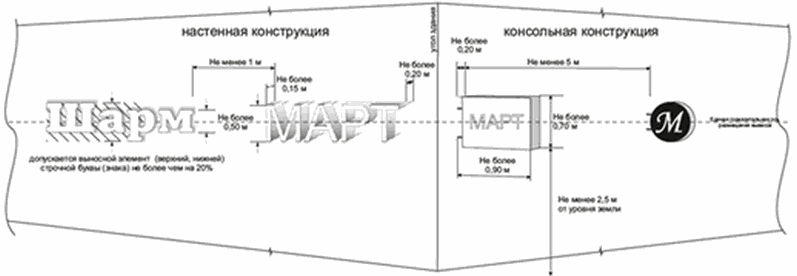 настенная конструкция
угол здания
консольная конструкция
Не менее 1 м
Не более
0,15 м
Не более
0,20 м
Не более
0,20 м
Не менее 5 м
Шарм
Не более
0,50 м
МАРТ
МАРТ
Не более
0,70 м
М
допускается выносной элемент (верхний, нижней)
строчной буквы (знака) не более чем на 20%
Не более
0,90 м
Не менее 2,5 м
от уровня земли